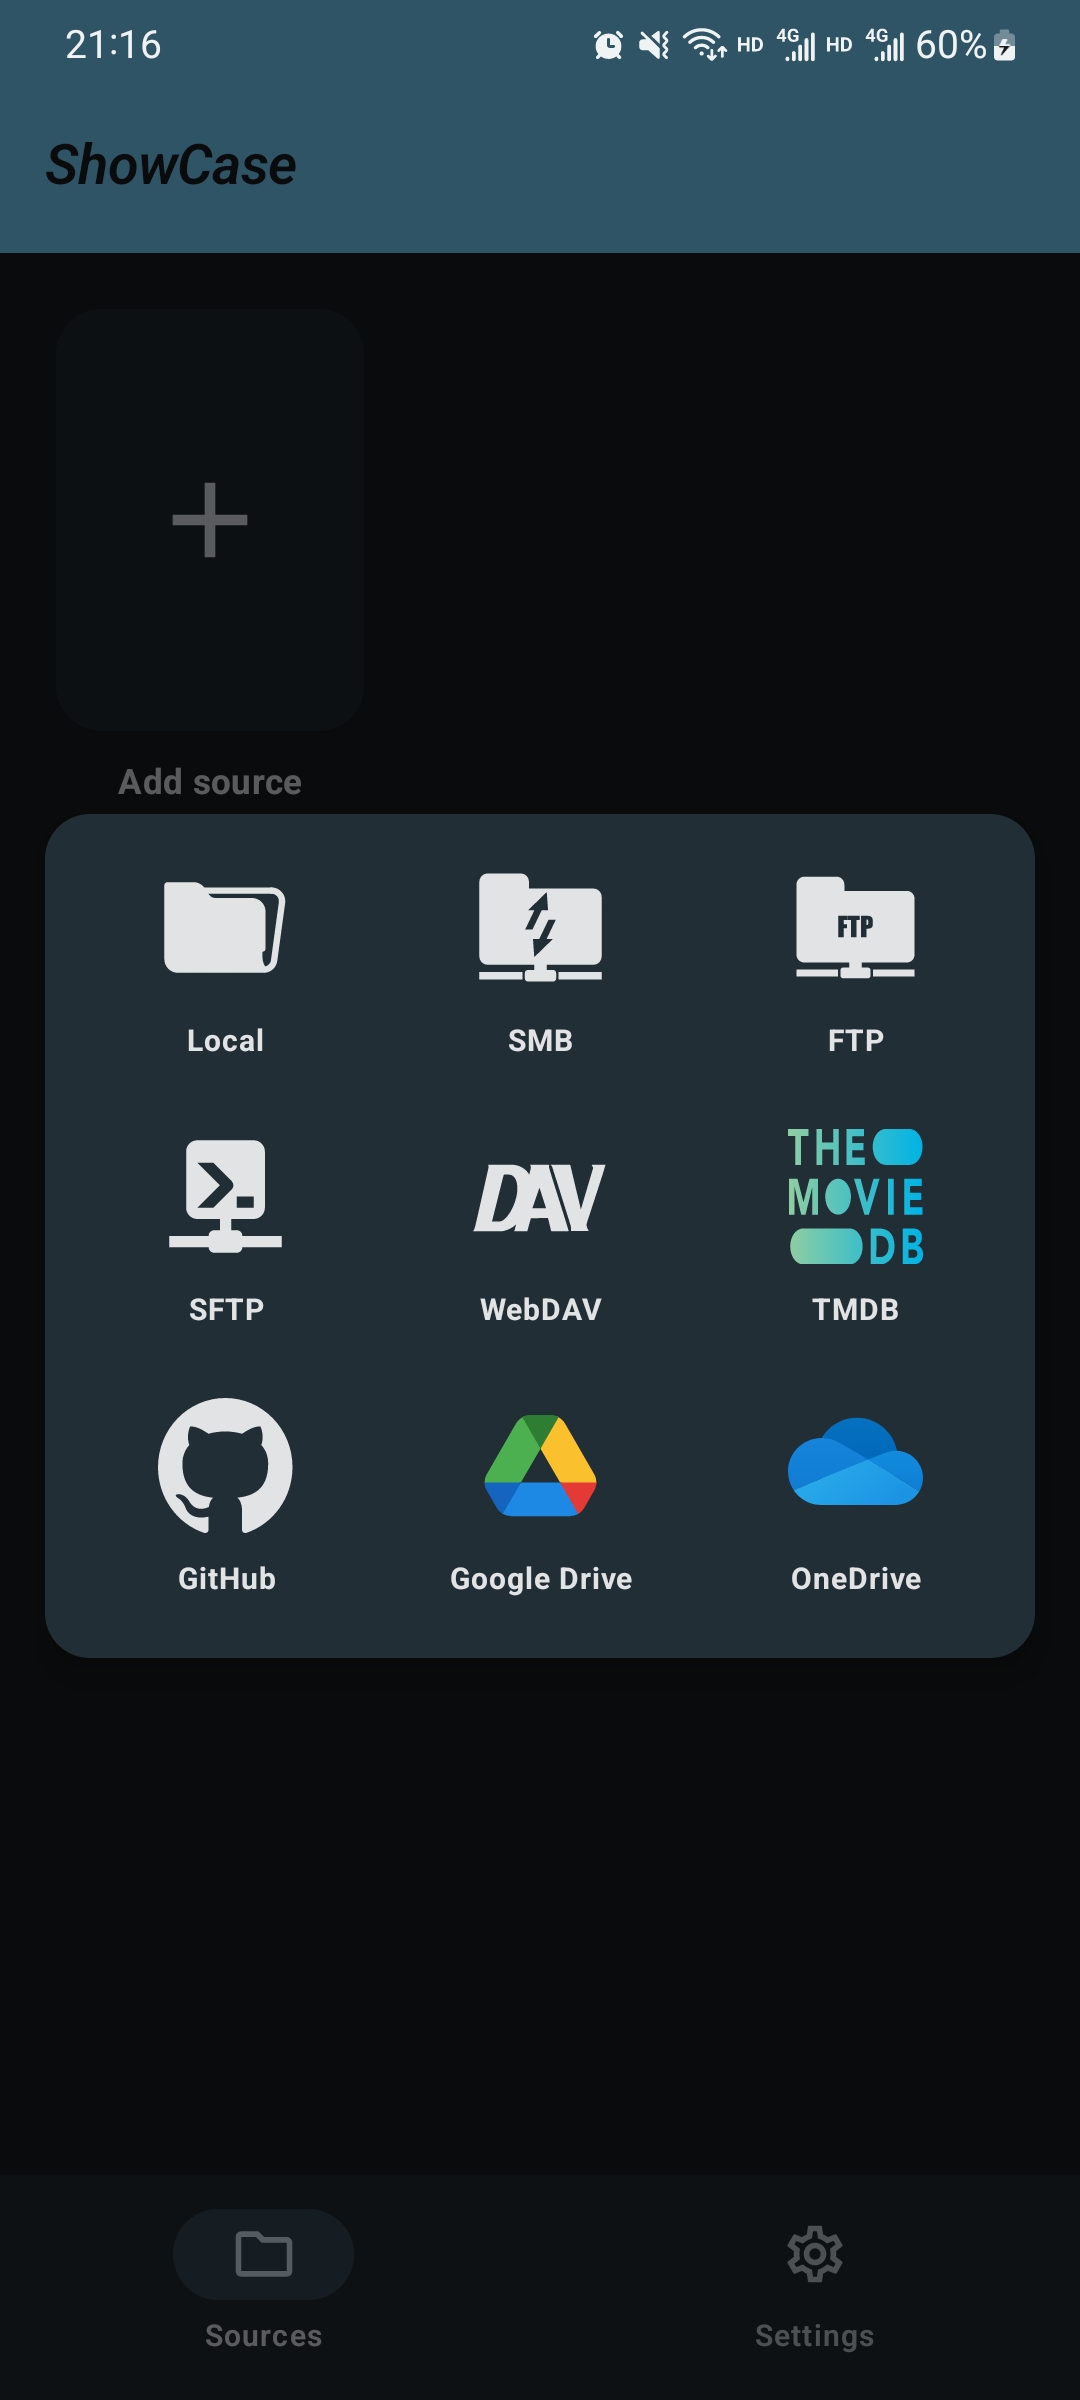 21:16 HD 4G HD 4G 60%
ShowCase
Add source
FTP
Local SMB FTP
THE
MOVIE
DAV
DB
SFTP WebDAV TMDB
GitHub Google Drive OneDrive
Sources Settings